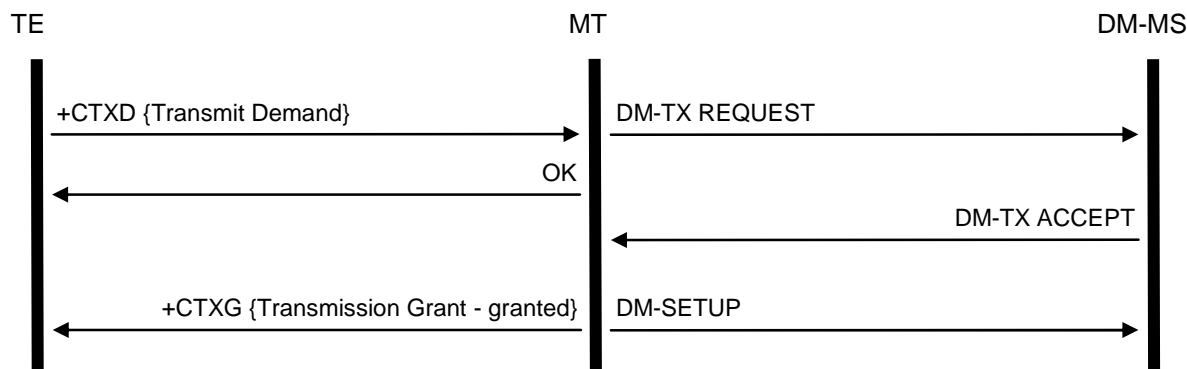 TE MT DM-MS
+CTXD {Transmit Demand} DM-TX REQUEST
OK
DM-TX ACCEPT
+CTXG {Transmission Grant - granted} DM-SETUP